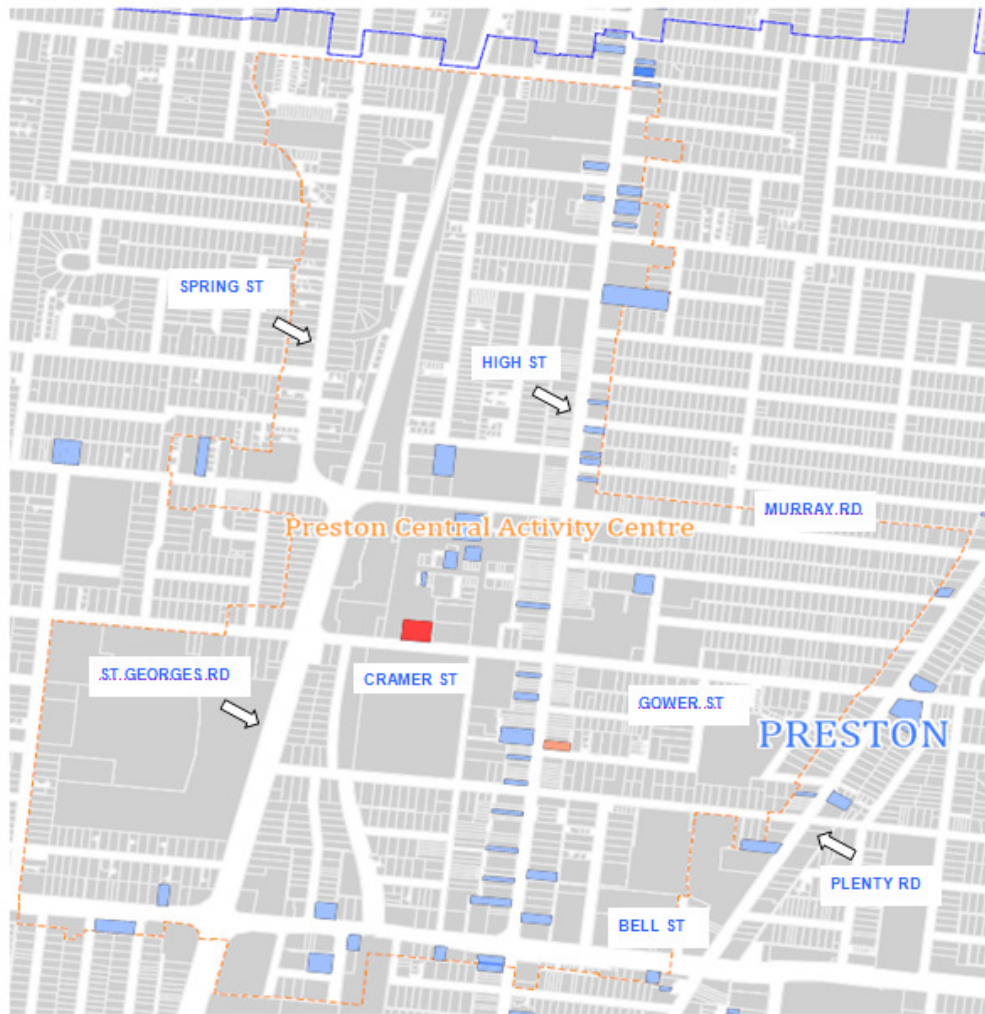 SPRING ST
HIGH ST
MURRAY.RD.
Preston Central Activity Centre
S.T. GEORGES.RD
CRAMER ST
GOWER.ST
PRESTON
PLENTY RD
BELL ST